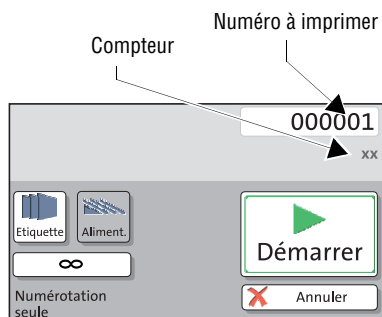 Numéro à imprimer
Compteur
000001
xx
Etiquette
Aliment.
Démarrer
∞
Numérotation
seule
Annuler